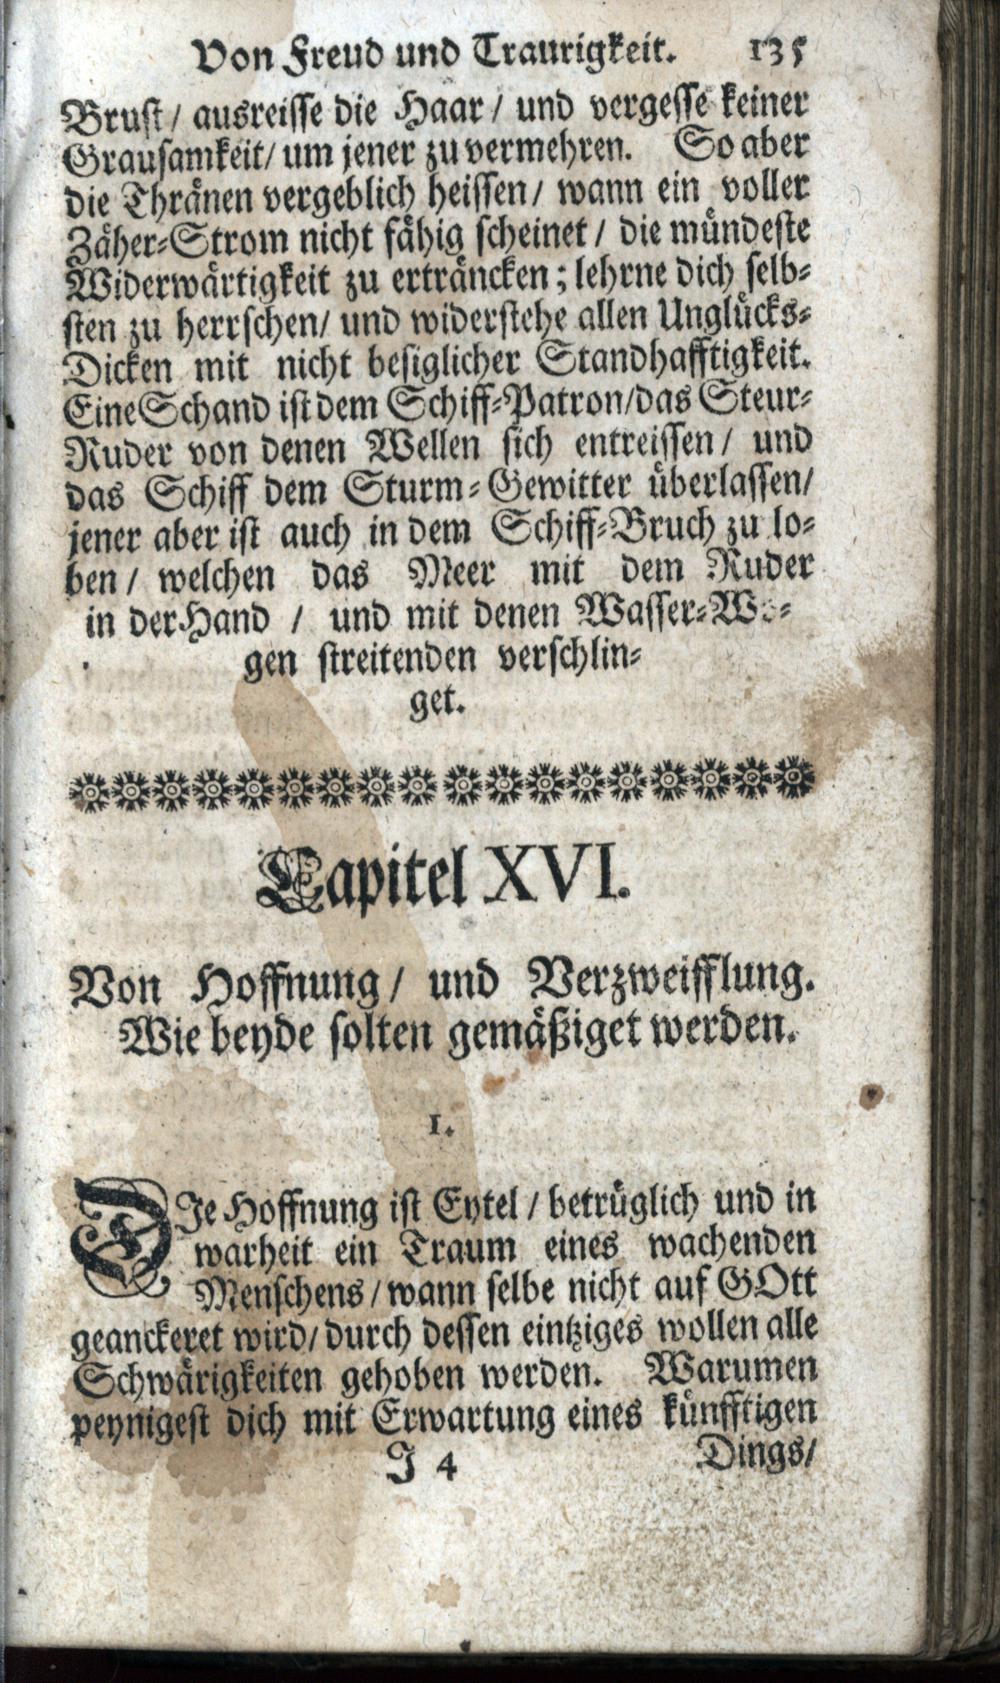 Von Freud und Traurigkeit. 135
Brust / ausreisse die Haar / und vergesse keiner
Grausamkeit / um jener zu vermehren. So aber
die Thränen vergeblich heissen / wann ein voller
Zäher-Strom nicht fähig scheinet / die mündeste
Widerwärtigkeit zu erträncken ; lehrne dich selb-
sten zu herrschen / und widerstehe allen Unglücks-
Dicken mit nicht besiglicher Standhafftigkeit.
Eine Schand ist dem Schiff-Patron / das Steur-
Ruder von denen Wellen sich entreissen / und
das Schiff dem Sturm-Gewitter überlassen /
jener aber ist auch in dem Schiff-Bruch zu lo-
ben / welchen das Meer mit dem Ruder
in der Hand / und mit denen Wasser-Wo-
gen streitenden verschlin-
get.
Capitel XVI.
Von Hoffnung / und Verzweifflung.
Wie beyde solten gemäßiget werden.
1.
DIe Hoffnung ist Eytel / betrüglich und in
warheit ein Traum eines wachenden
Menschens / wann selbe nicht auf GOtt
geanckeret wird / durch dessen eintziges wollen alle
Schwärigkeiten gehoben werden. Warumen
peynigest dich mit Erwartung eines künfftigen
J 4 Dings /